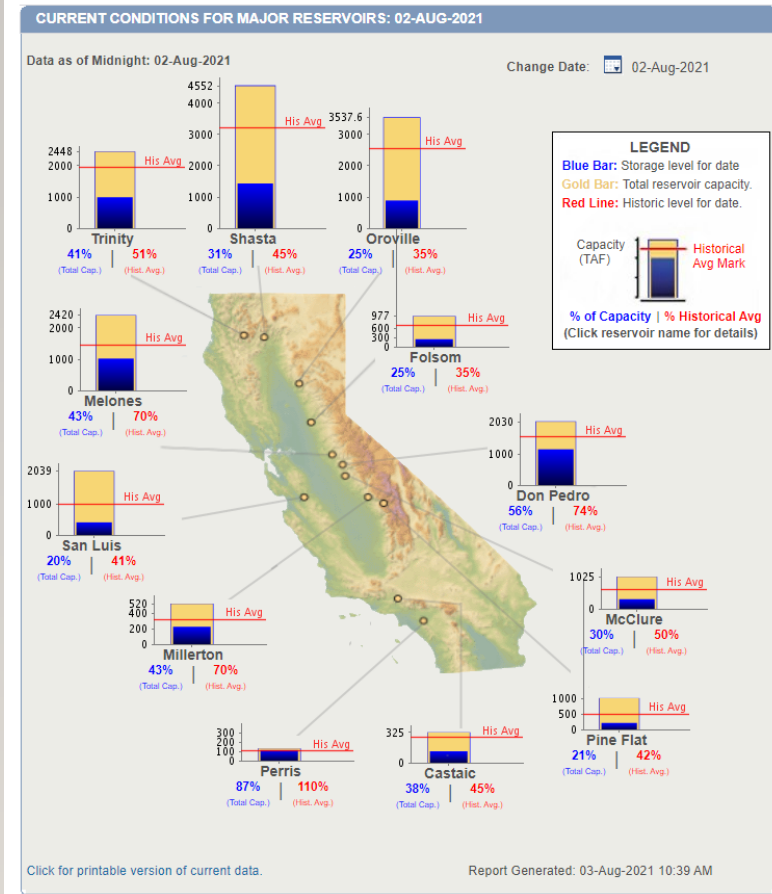 CURRENT CONDITIONS FOR MAJOR RESERVOIRS: 02-AUG-2021
Data as of Midnight: 02-Aug-2021
Change Date: 02-Aug-2021
LEGEND
Blue Bar: Storage level for date
Gold Bar: Total reservoir capacity.
Red Line: Historic level for date.
Capacity
(TAF)
Historical
Avg Mark
% of Capacity | % Historical Avg
(Click reservoir name for details)
2448
2000
1000
0
His Avg
Trinity
41% | 51%
(Total Cap.) (Hist. Avg.)
4552
4000
3000
2000
1000
0
His Avg
Shasta
31% | 45%
(Total Cap.) (Hist. Avg.)
3537.6
3000
2000
1000
0
His Avg
Oroville
25% | 35%
(Total Cap.) (Hist. Avg.)
2420
2000
1000
0
His Avg
Melones
43% | 70%
(Total Cap.) (Hist. Avg.)
977
600
300
0
His Avg
Folsom
25% | 35%
(Total Cap.) (Hist. Avg.)
2030
1000
0
His Avg
Don Pedro
56% | 74%
(Total Cap.) (Hist. Avg.)
2039
1000
0
His Avg
San Luis
20% | 41%
(Total Cap.) (Hist. Avg.)
1025
0
His Avg
McClure
30% | 50%
(Total Cap.) (Hist. Avg.)
520
400
200
0
His Avg
Millerton
43% | 70%
(Total Cap.) (Hist. Avg.)
1000
500
0
His Avg
Pine Flat
21% | 42%
(Total Cap.) (Hist. Avg.)
300
200
100
0
His Avg
Perris
87% | 110%
(Total Cap.) (Hist. Avg.)
325
0
His Avg
Castaic
38% | 45%
(Total Cap.) (Hist. Avg.)
Click for printable version of current data.
Report Generated: 03-Aug-2021 10:39 AM